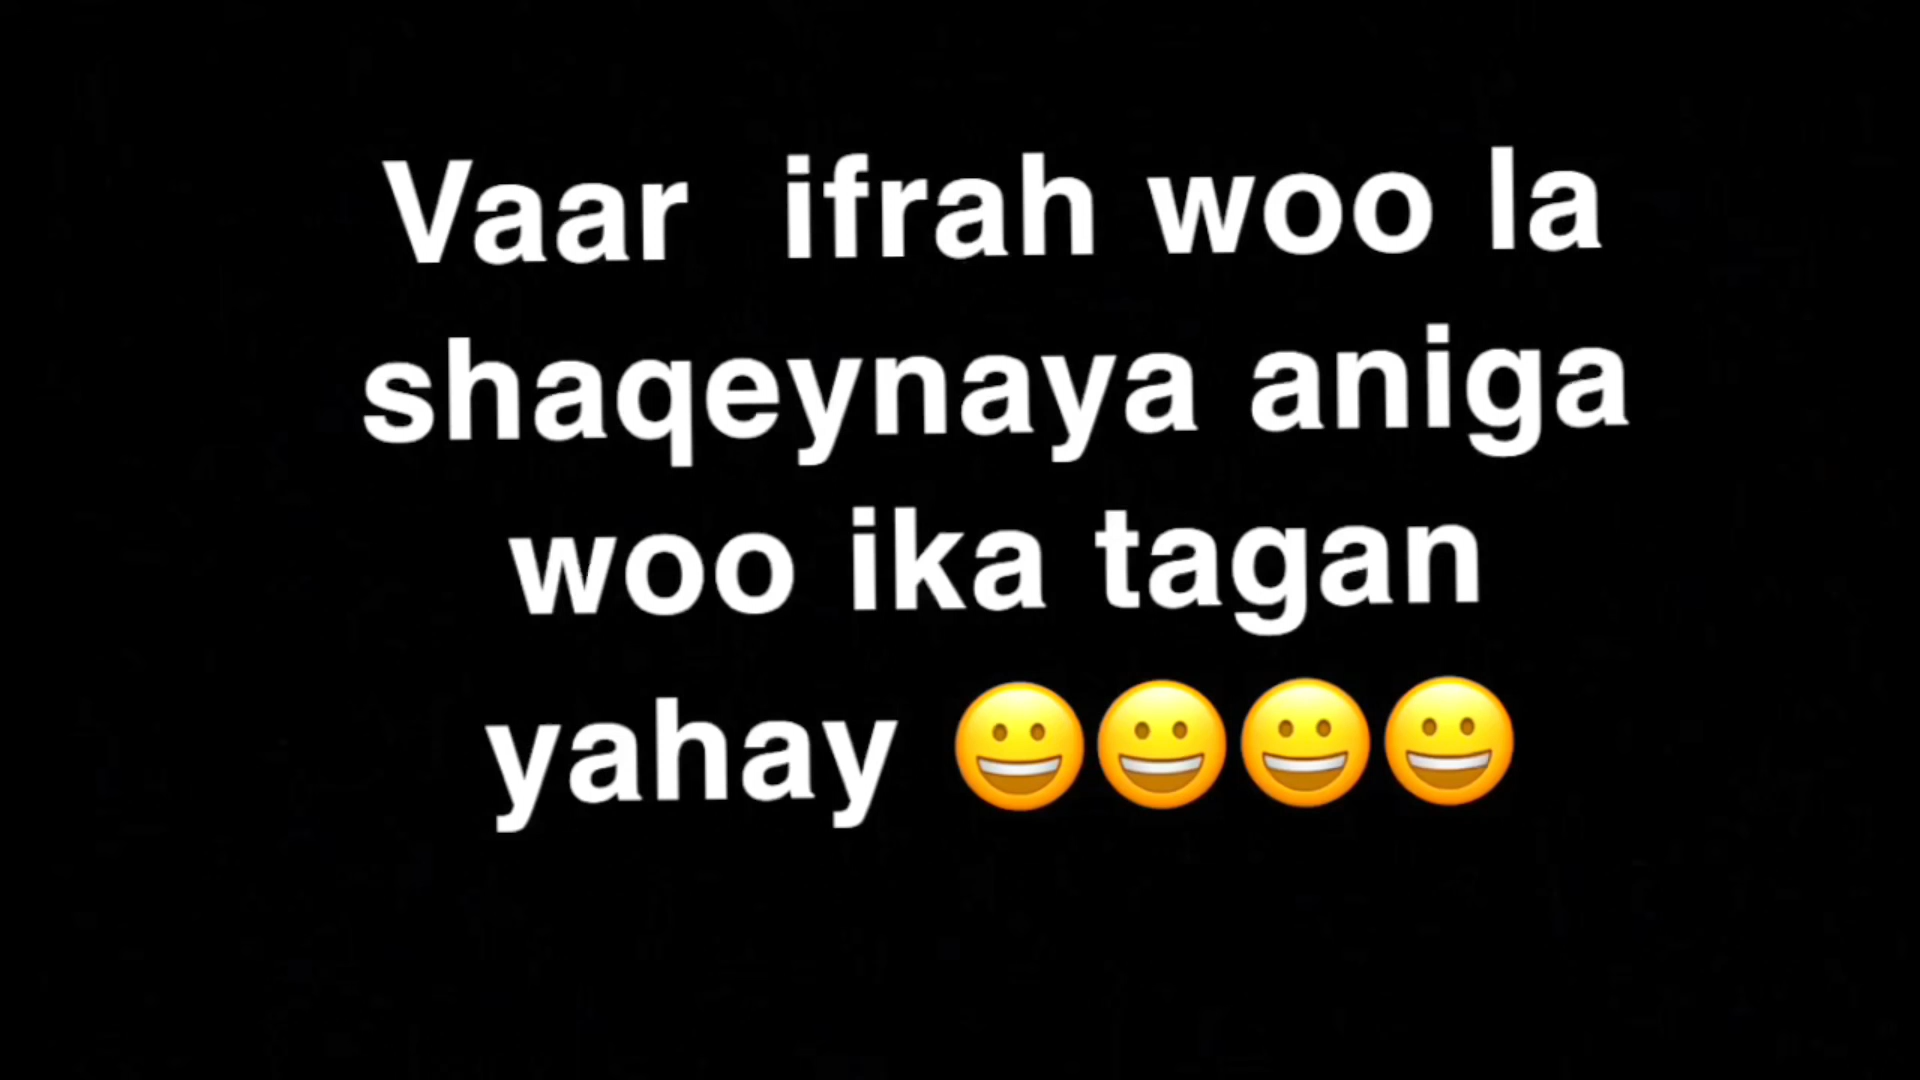 Vaar ifrah woo la
shaqeynaya aniga
woo ika tagan
yahay 😀😀😀😀